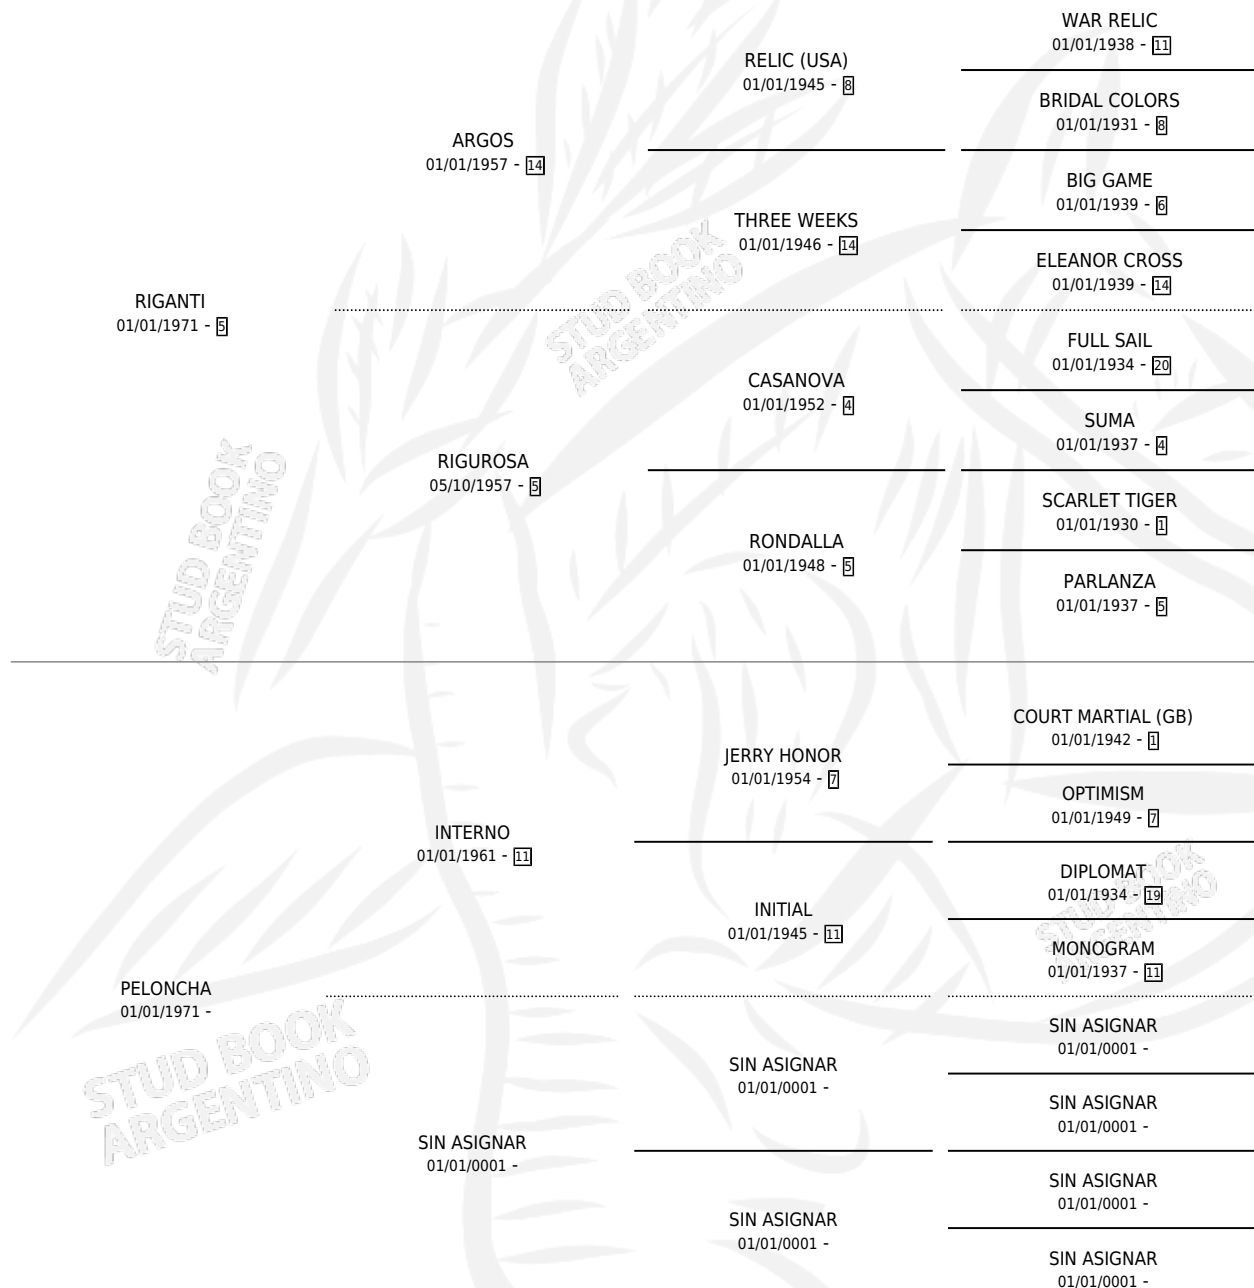 WAR RELIC
01/01/1938 - 11
RELIC (USA)
01/01/1945 - 8
BRIDAL COLORS
01/01/1931 - 8
ARGOS
01/01/1957 - 14
BIG GAME
01/01/1939 - 6
THREE WEEKS
01/01/1946 - 14
ELEANOR CROSS
01/01/1939 - 14
RIGANTI
01/01/1971 - 5
FULL SAIL
01/01/1934 - 20
CASANOVA
01/01/1952 - 4
SUMA
01/01/1937 - 4
RIGUROSA
05/10/1957 - 5
SCARLET TIGER
01/01/1930 - 1
RONDALLA
01/01/1948 - 5
PARLANZA
01/01/1937 - 5
COURT MARTIAL (GB)
01/01/1942 - 1
JERRY HONOR
01/01/1954 - 7
OPTIMISM
01/01/1949 - 7
INTERNO
01/01/1961 - 11
DIPLOMAT
01/01/1934 - 19
INITIAL
01/01/1945 - 11
MONOGRAM
01/01/1937 - 11
PELONCHA
01/01/1971 -
SIN ASIGNAR
01/01/0001 -
SIN ASIGNAR
01/01/0001 -
SIN ASIGNAR
01/01/0001 -
SIN ASIGNAR
01/01/0001 -
SIN ASIGNAR
01/01/0001 -
SIN ASIGNAR
01/01/0001 -
SIN ASIGNAR
01/01/0001 -
STUD BOOK
ARGENTINO
STUD BOOK
ARGENTINO
STUD BOOK
ARGENTINO
STUD BOOK
ARGENTINO